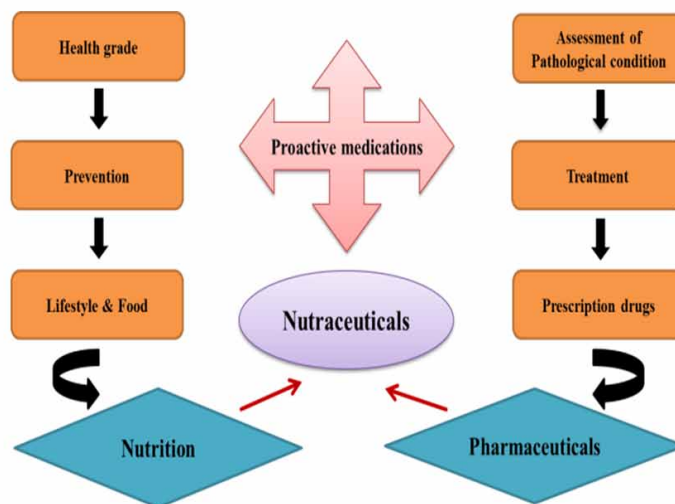 Health grade
Prevention
Lifestyle & Food
Nutrition
Proactive medications
Nutraceuticals
Assessment of
Pathological condition
Treatment
Prescription drugs
Pharmaceuticals